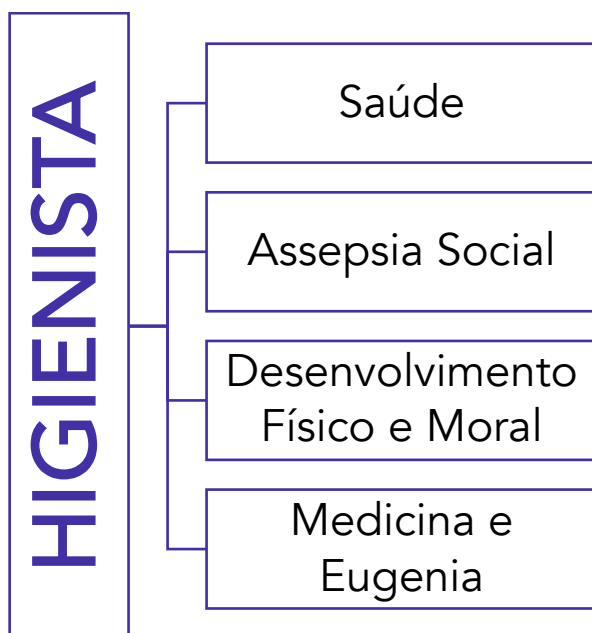 HIGIENISTA
Saúde
Assepsia Social
Desenvolvimento
Físico e Moral
Medicina e
Eugenia